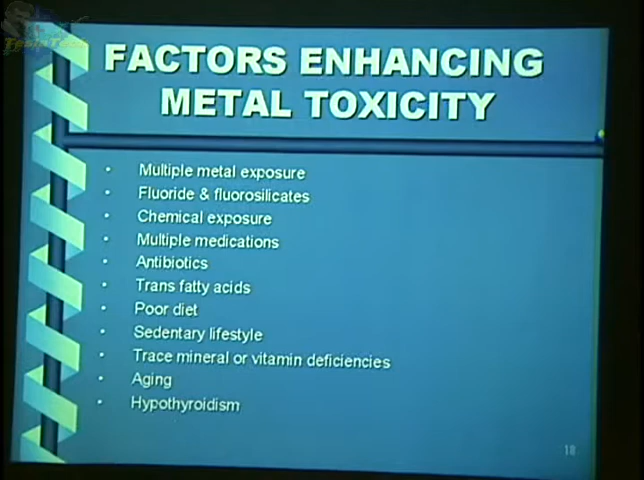 FACTORS ENHANCING
METAL TOXICITY
• Multiple metal exposure
• Fluoride & fluorosilicates
• Chemical exposure
• Multiple medications
• Antibiotics
• Trans fatty acids
• Poor diet
• Sedentary lifestyle
• Trace mineral or vitamin deficiencies
• Aging
• Hypothyroidism
18